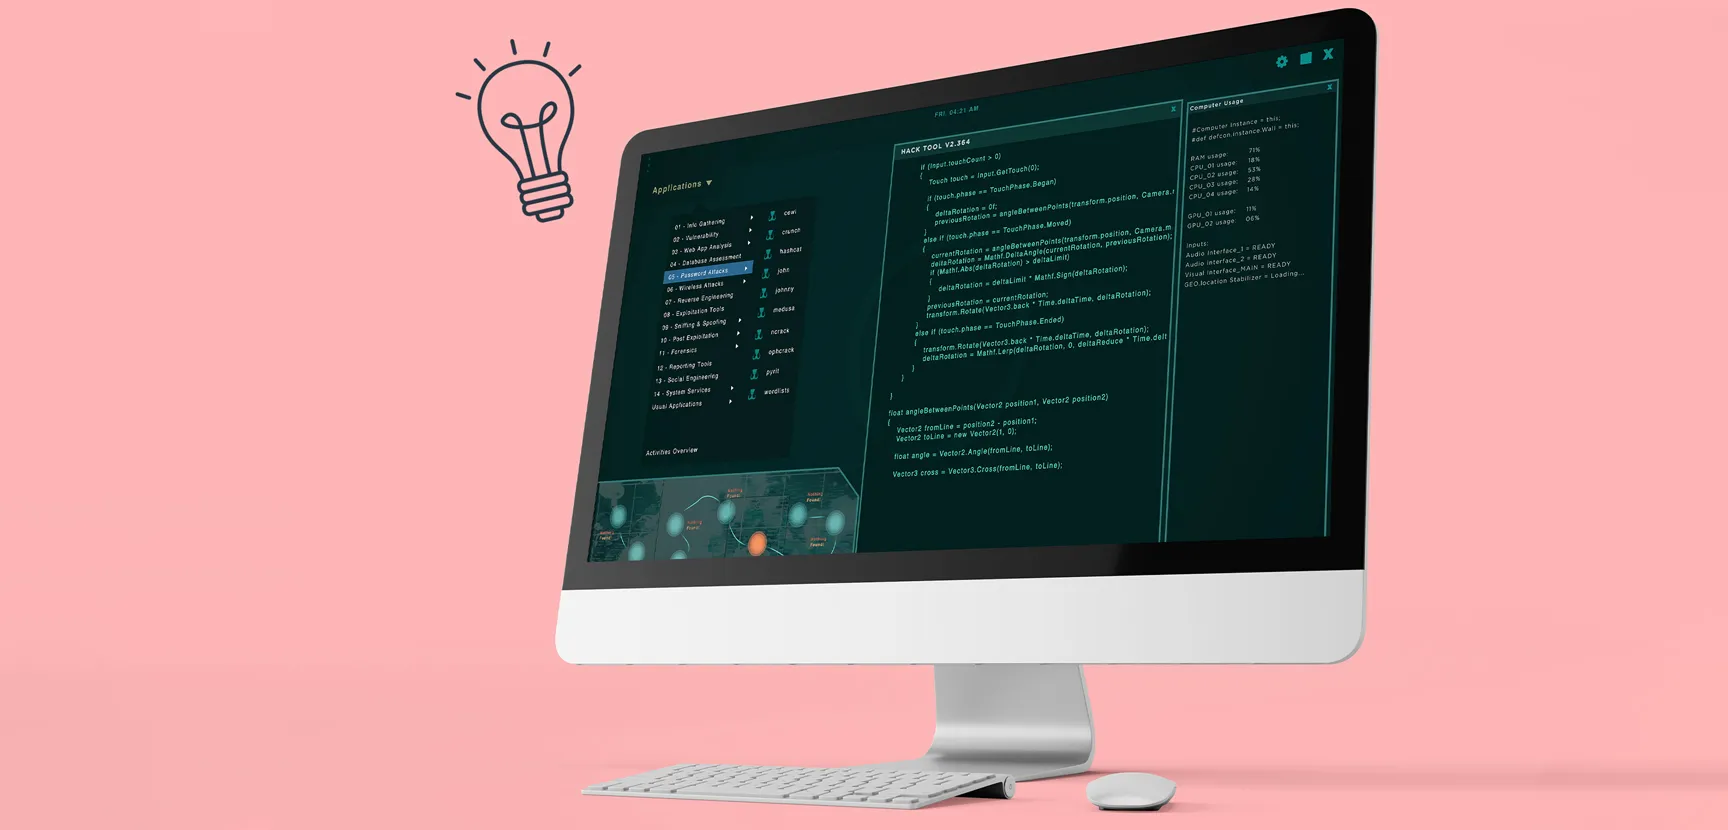 FRI, 04:21 AM
Applications
01 - Info Gathering
02 - Vulnerability
03 - Web App Analysis
04 - Database Assessment
05 - Password Attacks
06 - Wireless Attacks
07 - Reverse Engineering
08 - Exploitation Tools
09 - Sniffing & Spoofing
10 - Post Exploitation
11 - Forensics
12 - Reporting Tools
13 - Social Engineering
14 - System Services
Usual Applications
Activities Overview
cewl
crunch
hashcat
john
johnny
medusa
ncrack
ophcrack
pyrit
wordlists
HACK TOOL V2.364
X
if (Input.touchCount > 0)
{
Touch touch = Input.GetTouch(0);
if (touch.phase == TouchPhase.Began)
{
deltaRotation = 0f;
previousRotation = angleBetweenPoints(transform.position, Camera.m
}
else if (touch.phase == TouchPhase.Moved)
{
currentRotation = angleBetweenPoints(transform.position, Camera.m
deltaRotation = Mathf.DeltaAngle(currentRotation, previousRotation);
if (Mathf.Abs(deltaRotation) > deltaLimit)
{
deltaRotation = deltaLimit * Mathf.Sign(deltaRotation);
}
previousRotation = currentRotation;
transform.Rotate(Vector3.back * Time.deltaTime, deltaRotation);
}
else if (touch.phase == TouchPhase.Ended)
{
transform.Rotate(Vector3.back * Time.deltaTime, deltaRotation);
deltaRotation = Mathf.Lerp(deltaRotation, 0, deltaReduce * Time.delt
}
}
}
float angleBetweenPoints(Vector2 position1, Vector2 position2)
{
Vector2 fromLine = position2 - position1;
Vector2 toLine = new Vector2(1, 0);
float angle = Vector2.Angle(fromLine, toLine);
Vector3 cross = Vector3.Cross(fromLine, toLine);
X
Computer Usage
X
#Computer Instance = this;
#def defcon.instance.Wall = this;
RAM usage: 71%
CPU_01 usage: 18%
CPU_02 usage: 53%
CPU_03 usage: 28%
CPU_04 usage: 14%
GPU_01 usage: 11%
GPU_02 usage: 06%
Inputs:
Audio Interface_1 = READY
Audio Interface_2 = READY
Visual Interface_MAIN = READY
GEO.location Stabilizer = Loading...